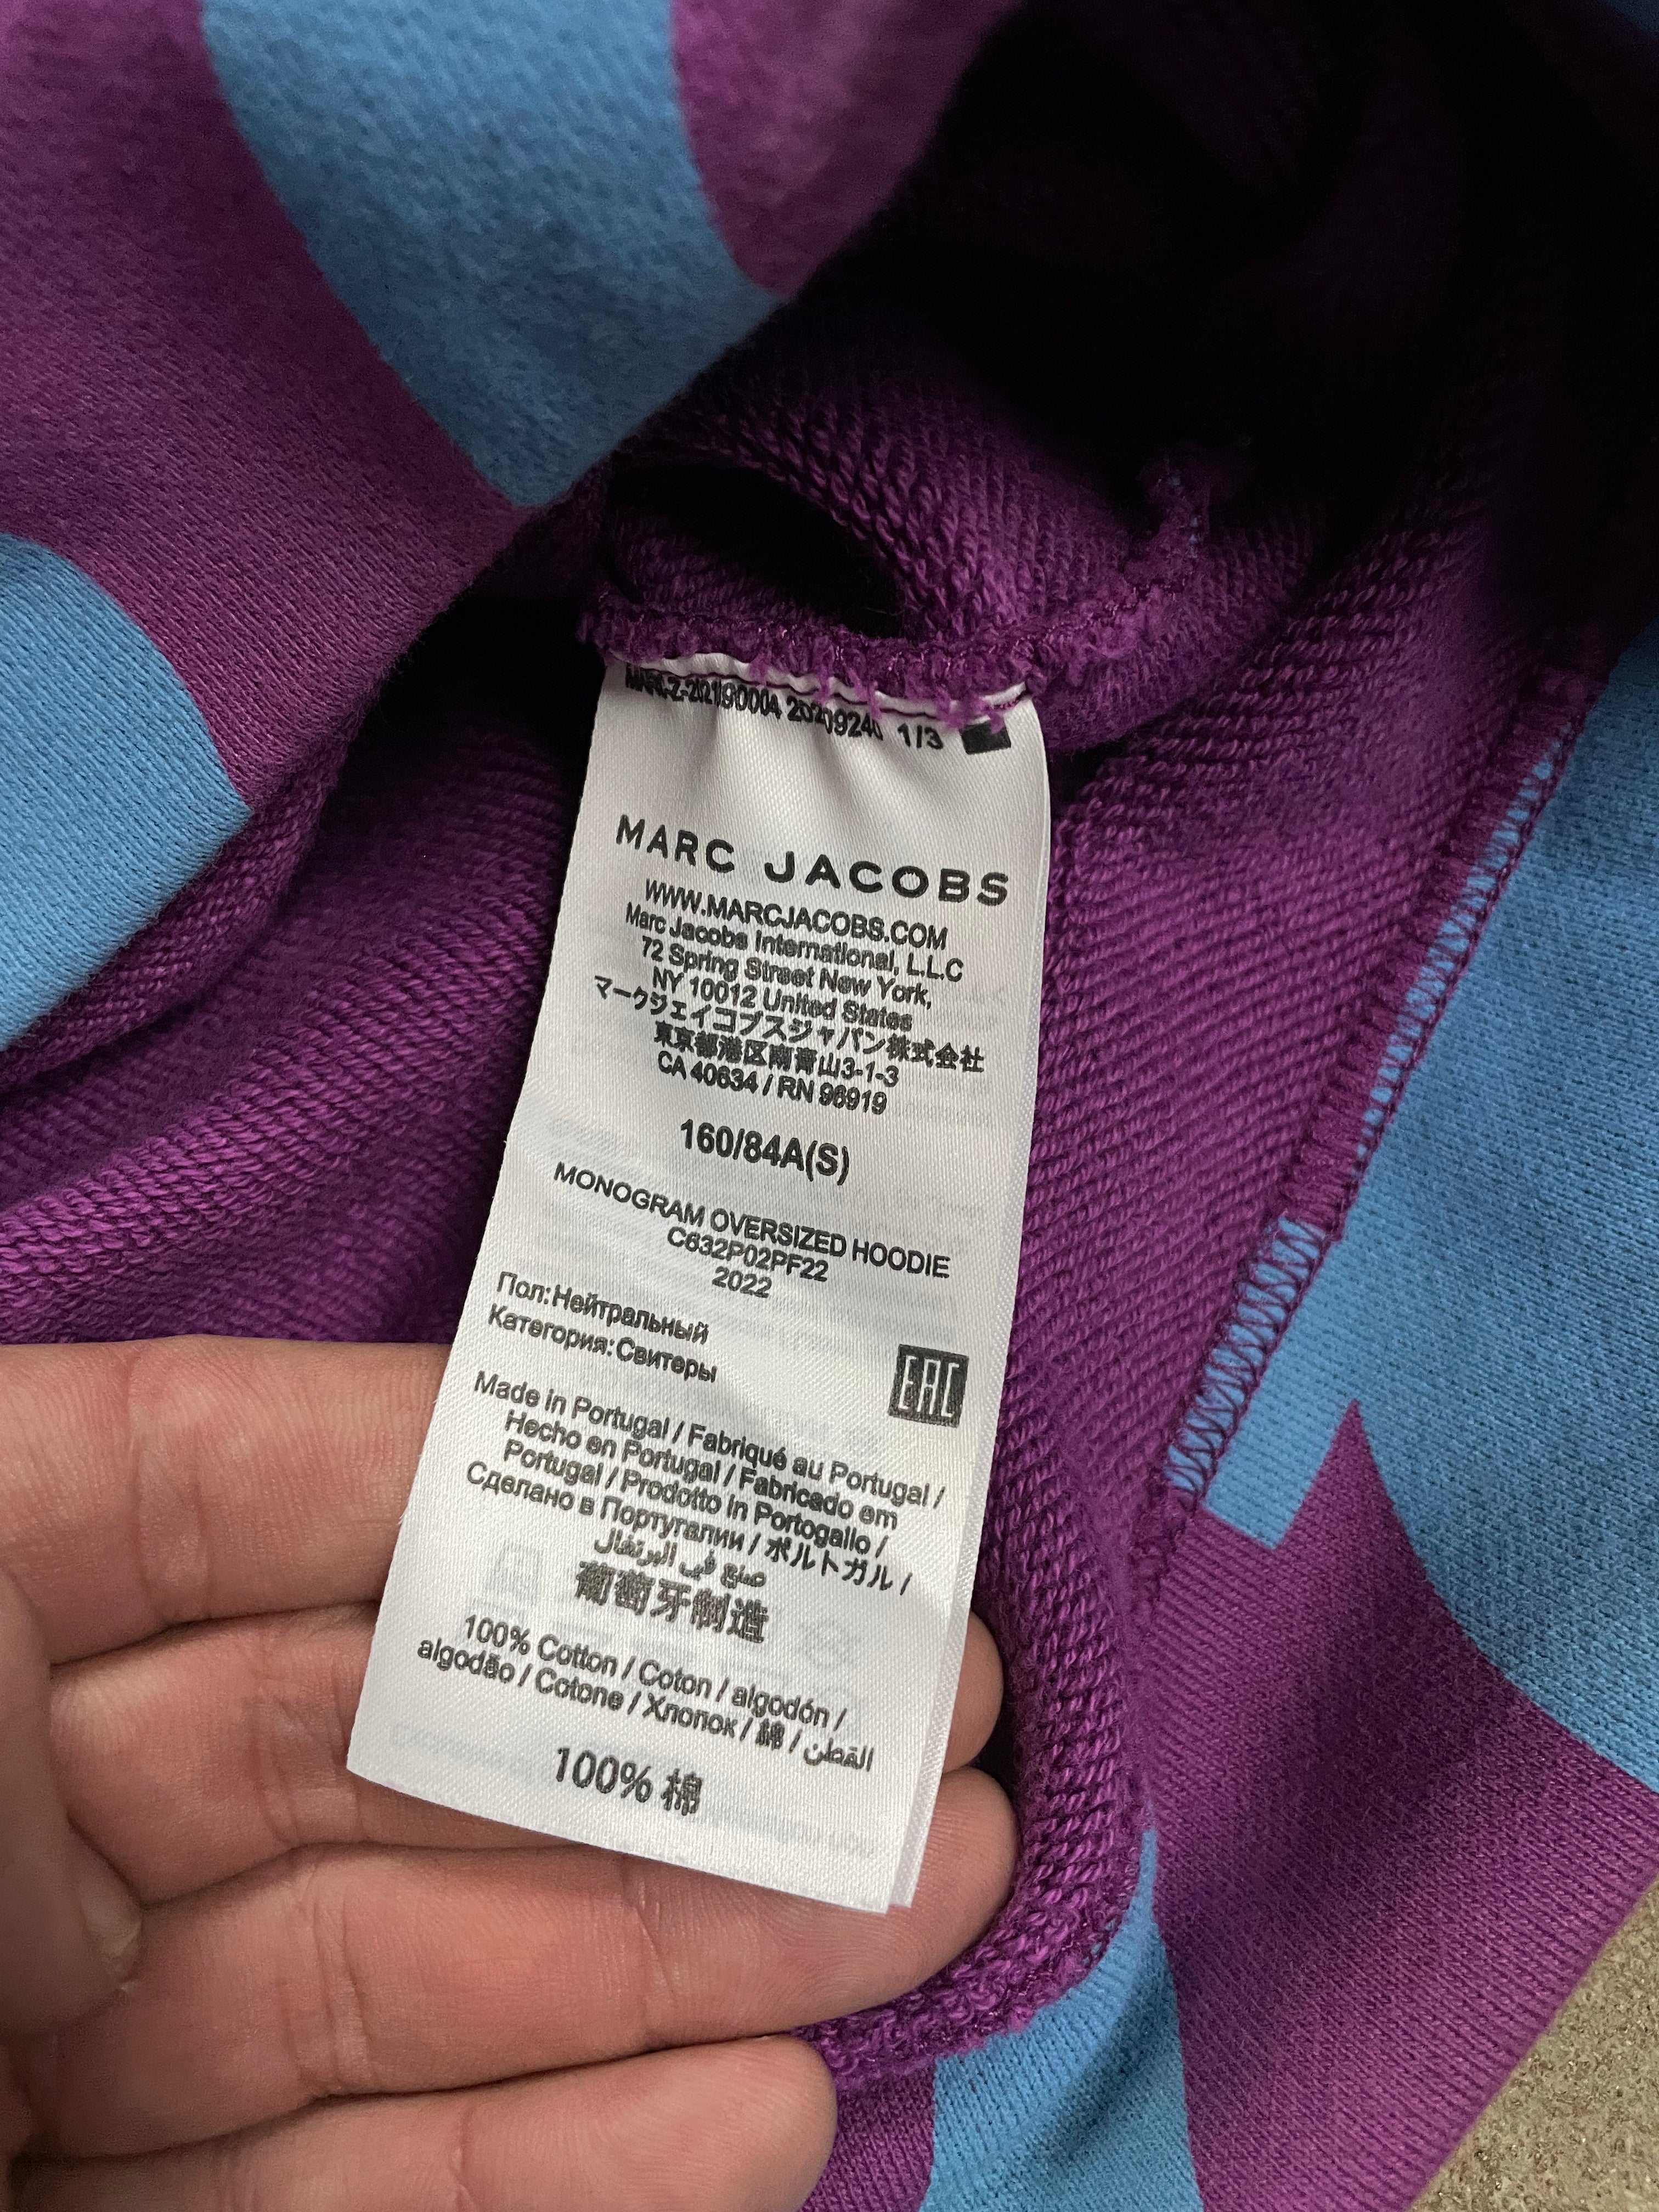 1/3
MARC JACOBS
WWW.MARCJACOBS.COM
Marc Jacobs International, L.L.C
72 Spring Street New York,
NY 10012 United States
マークジェイコブスジャパン株式会社
東京都港区南青山3-1-3
CA 40634 / RN 96919
160/84A(S)
MONOGRAM OVERSIZED HOODIE
C632P02PF22
2022
Пол: Нейтральный
Категория: Свитеры
EAC
Made in Portugal / Fabriqué au Portugal /
Hecho en Portugal / Fabricado em
Portugal / Prodotto in Portogallo /
Сделано в Португалии / ポルトガル /
صنع في البرتغال
葡萄牙制造
100% Cotton / Coton / algodón /
algodão / Cotone / Хлопок / 綿 / القطن
100% 棉